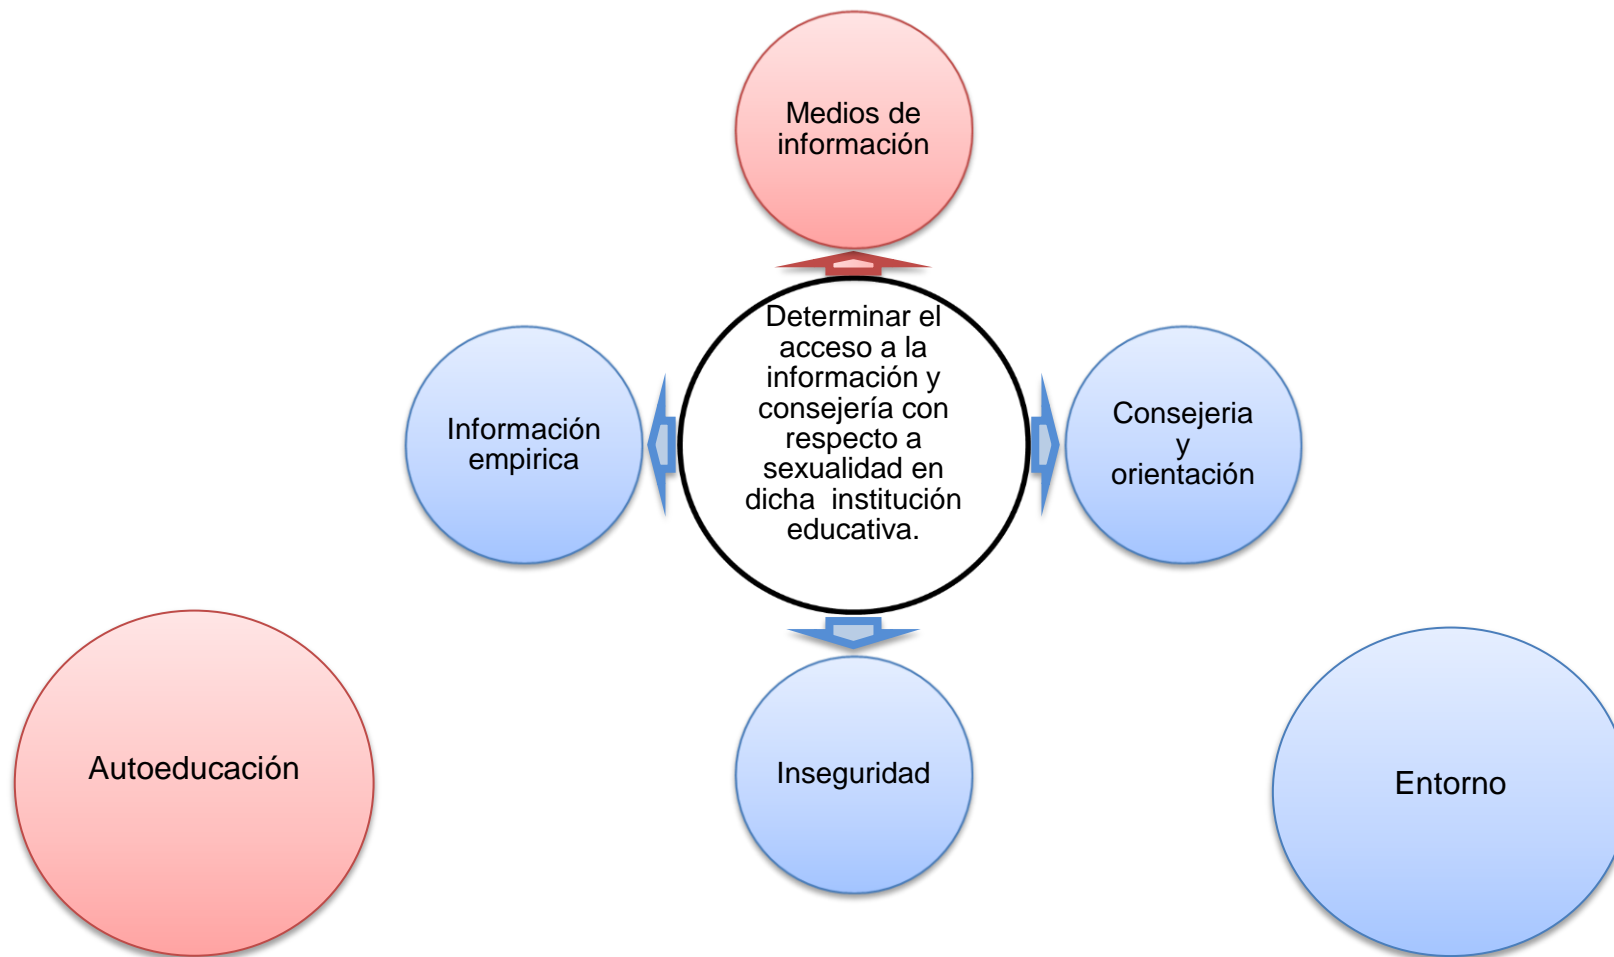 Medios de
información
Determinar el
acceso a la
información y
consejería con
respecto a
sexualidad en
dicha institución
educativa.
Información
empirica
Consejeria
y
orientación
Inseguridad
Autoeducación
Entorno